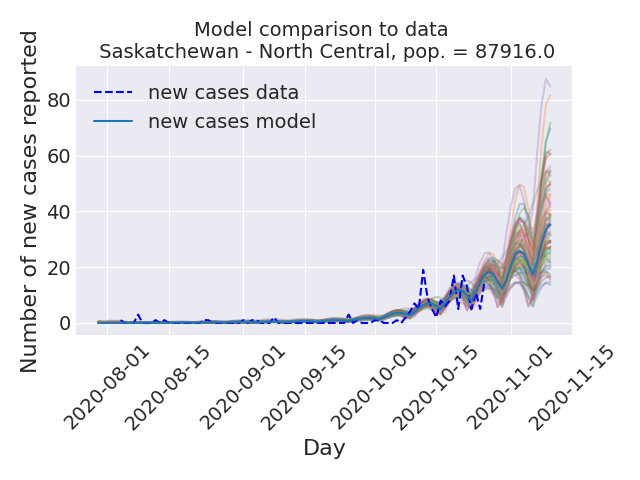 Model comparison to data
Saskatchewan - North Central, pop. = 87916.0
Number of new cases reported
new cases data
new cases model
80
60
40
20
0
2020-08-01
2020-08-15
2020-09-01
2020-09-15
2020-10-01
2020-10-15
2020-11-01
2020-11-15
Day